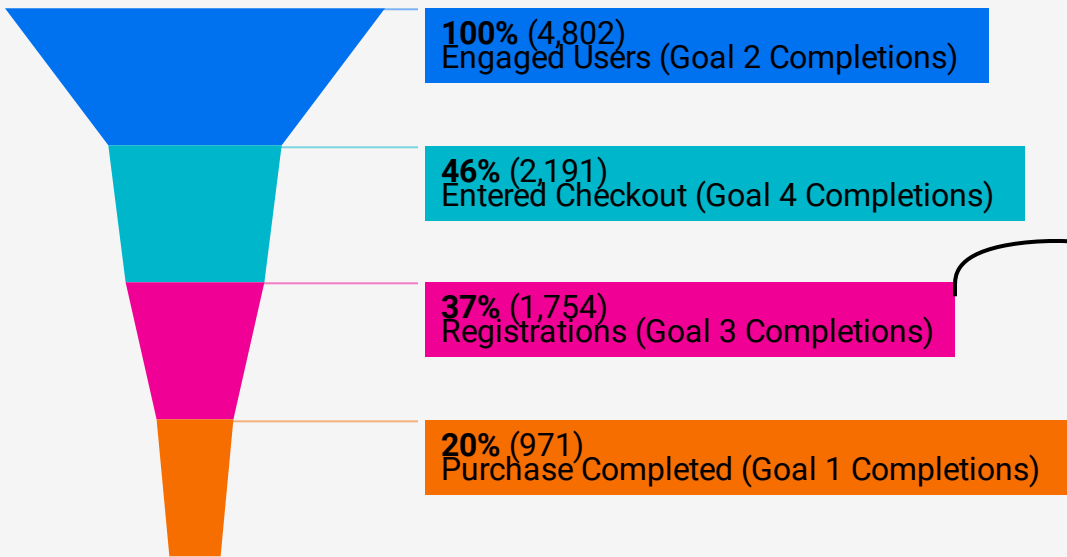 100% (4,802)
Engaged Users (Goal 2 Completions)
46% (2,191)
Entered Checkout (Goal 4 Completions)
37% (1,754)
Registrations (Goal 3 Completions)
20% (971)
Purchase Completed (Goal 1 Completions)